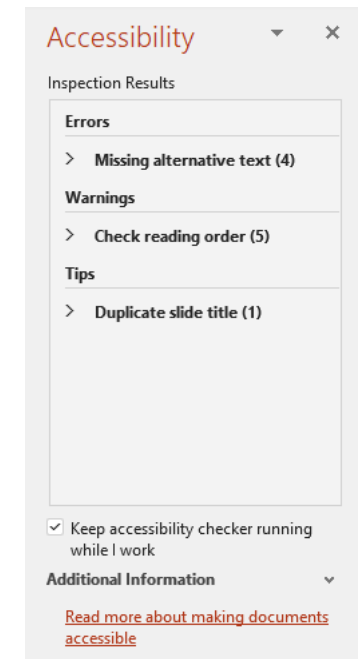 Accessibility
Inspection Results
Errors
Missing alternative text (4)
Warnings
Check reading order (5)
Tips
Duplicate slide title (1)
Keep accessibility checker running
while I work
Additional Information
Read more about making documents
accessible